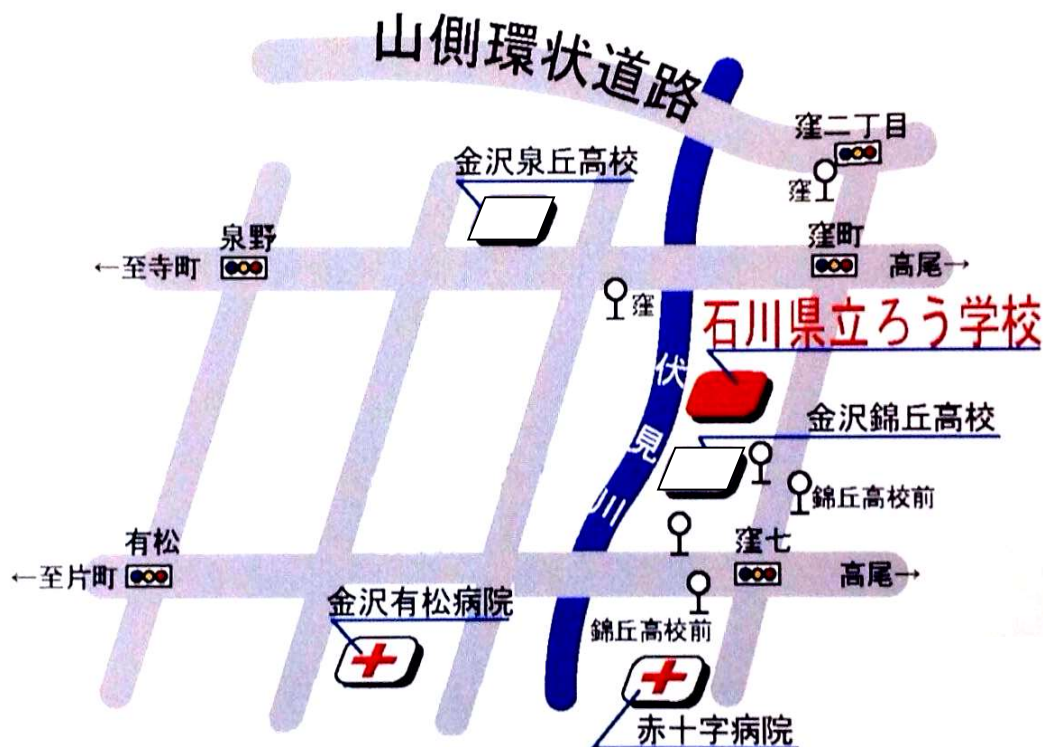 山側環状道路
窪二丁目
金沢泉丘高校
窪
泉野
窪町
←至寺町
高尾→
窪
石川県立ろう学校
伏見川
金沢錦丘高校
錦丘高校前
有松
窪七
←至片町
高尾→
金沢有松病院
錦丘高校前
赤十字病院